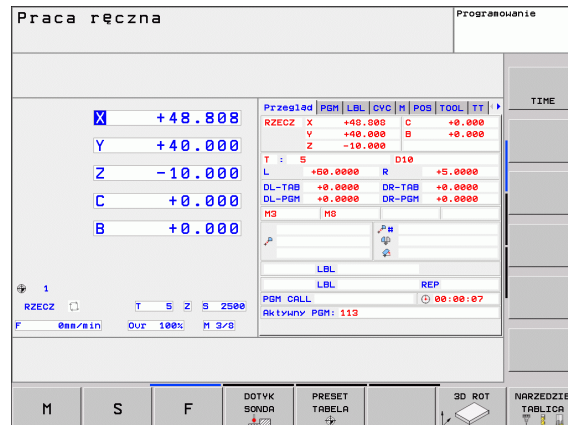 Praca ręczna
Programowanie
TIME
X +48.808
Y +40.000
Z -10.000
C +0.000
B +0.000
1
RZECZ T 5 Z S 2500
F 0mm/min Ovr 100% M 3/8
Przegląd PGM LBL CYC M POS TOOL TT
RZECZ X +48.808 C +0.000
Y +40.000 B +0.000
Z -10.000
T : 5 D10
L +60.0000 R +5.0000
DL-TAB +0.0000 DR-TAB +0.0000
DL-PGM +0.0000 DR-PGM +0.0000
M3 M8
#
LBL
LBL REP
PGM CALL 00:00:07
Aktywny PGM: 113
M
S
F
DOTYK
SONDA
PRESET
TABELA
3D ROT
NARZEDZIE
TABLICA